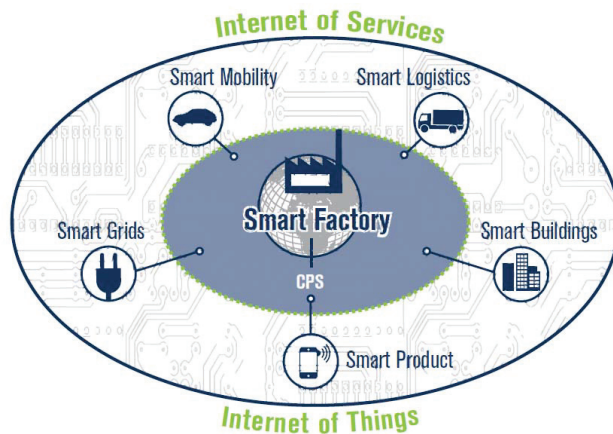 Internet of Services
Smart Mobility
Smart Logistics
Smart Factory
Smart Grids
Smart Buildings
CPS
Smart Product
Internet of Things